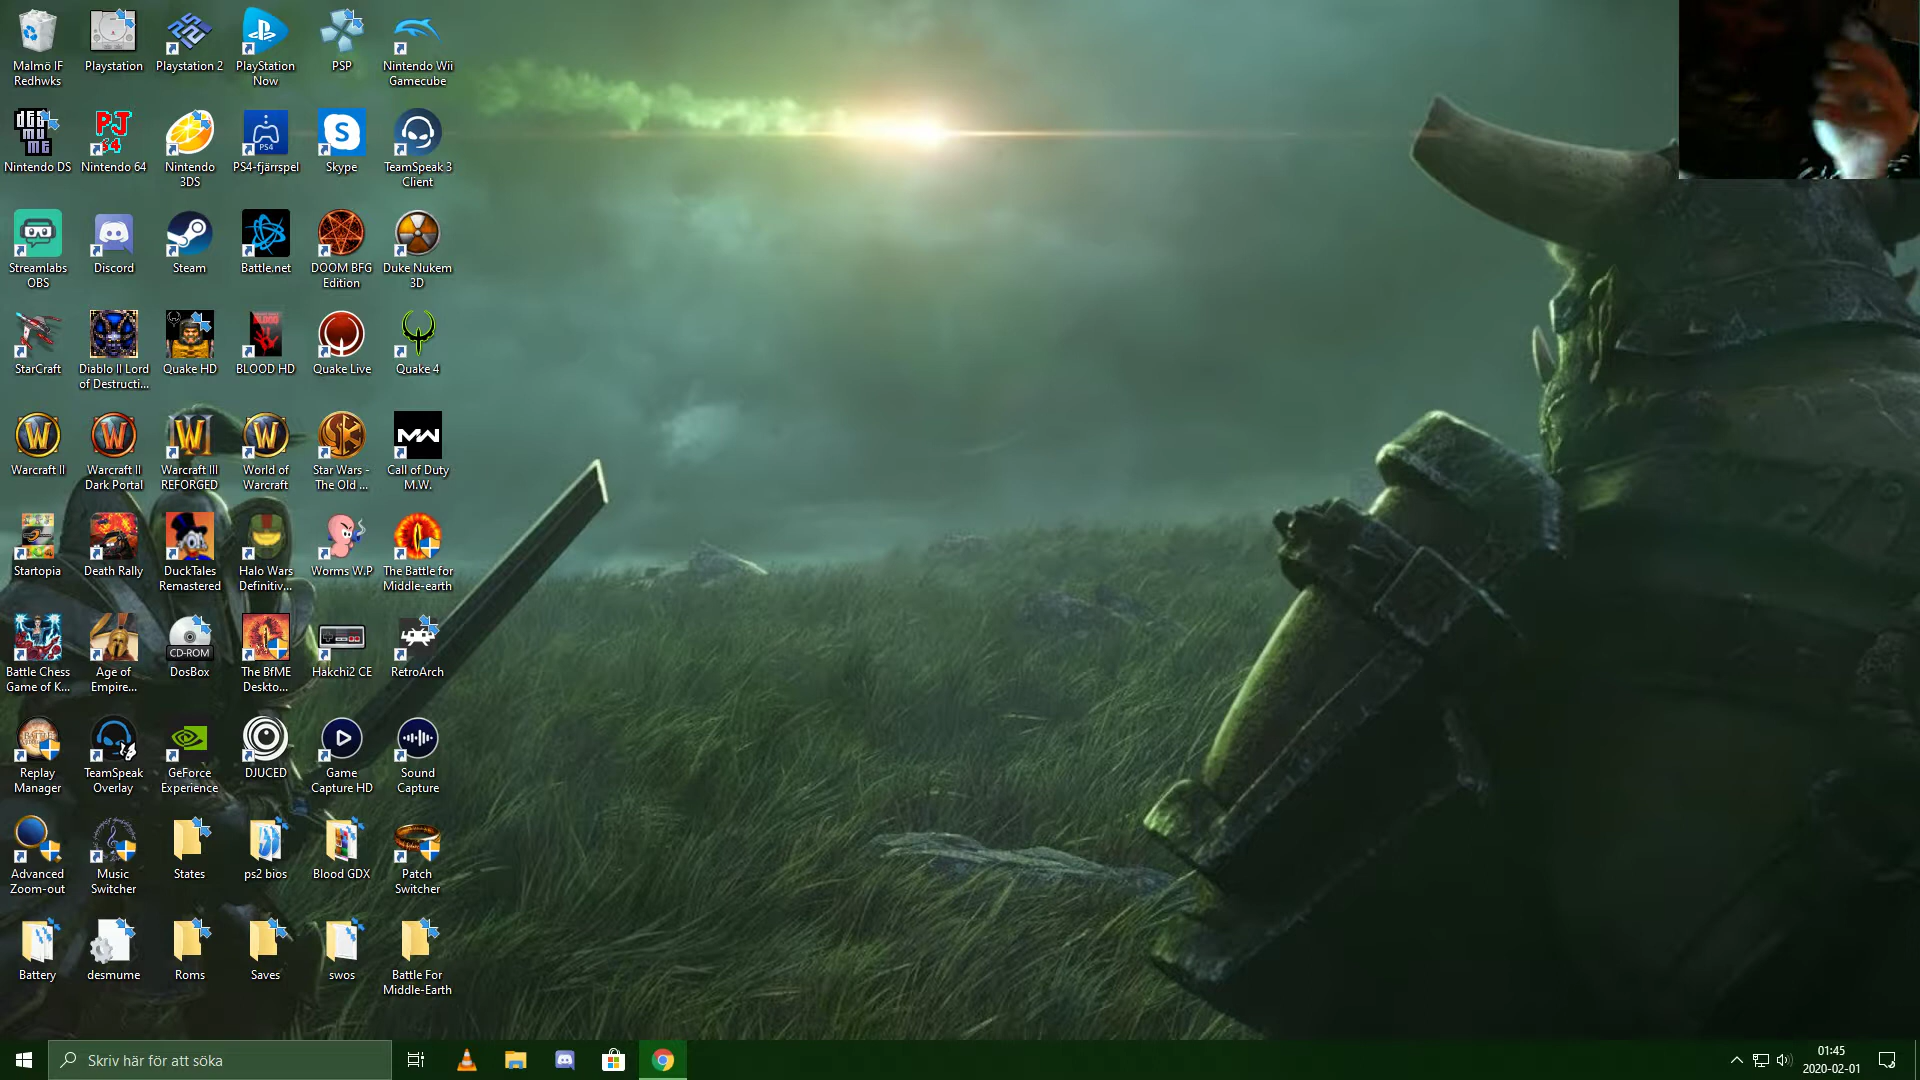 Malmö IF
Redhwks
Playstation
Playstation 2
PlayStation
Now
PSP
Nintendo Wii
Gamecube
Nintendo DS
Nintendo 64
Nintendo
3DS
PS4
PS4-fjärrspel
Skype
TeamSpeak 3
Client
Streamlabs
OBS
Discord
Steam
Battle.net
DOOM BFG
Edition
Duke Nukem
3D
StarCraft
Diablo II Lord
of Destructi...
Quake HD
BLOOD HD
Quake Live
Quake 4
Warcraft II
Warcraft II
Dark Portal
Warcraft III
REFORGED
World of
Warcraft
Star Wars -
The Old ...
Call of Duty
M.W.
Startopia
Death Rally
DuckTales
Remastered
Halo Wars
Definitiv...
Worms W.P
The Battle for
Middle-earth
Battle Chess
Game of K...
Age of
Empire...
CD-ROM
DosBox
The BfME
Deskto...
Hakchi2 CE
RetroArch
Replay
Manager
TeamSpeak
Overlay
GeForce
Experience
DJUCED
Game
Capture HD
Sound
Capture
Advanced
Zoom-out
Music
Switcher
States
ps2 bios
Blood GDX
Patch
Switcher
Battery
desmume
Roms
Saves
swos
Battle For
Middle-Earth
Skriv här för att söka
01:45
2020-02-01